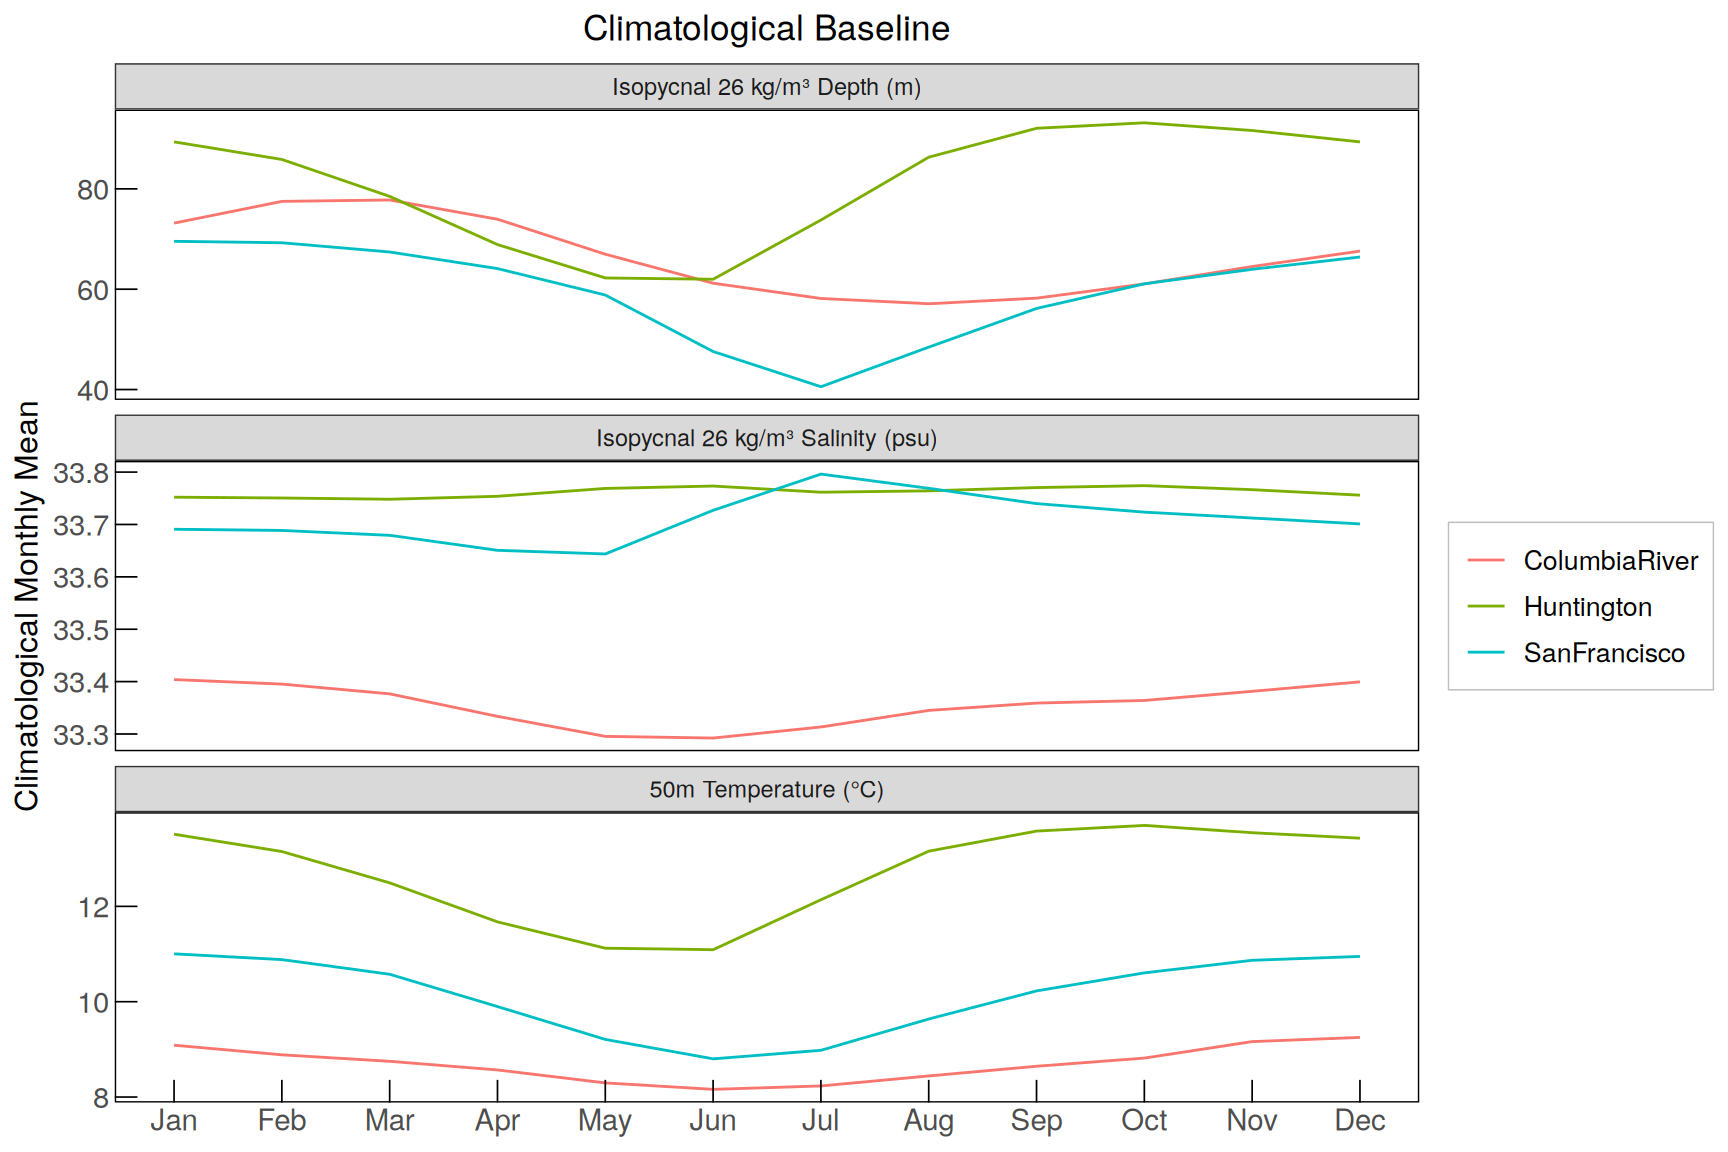 Climatological Baseline
Isopycnal 26 kg/m³ Depth (m)
80
60
40
Isopycnal 26 kg/m³ Salinity (psu)
33.8
33.7
33.6
33.5
33.4
33.3
50m Temperature (°C)
12
10
8
Jan Feb Mar Apr May Jun Jul Aug Sep Oct Nov Dec
Climatological Monthly Mean
ColumbiaRiver
Huntington
SanFrancisco